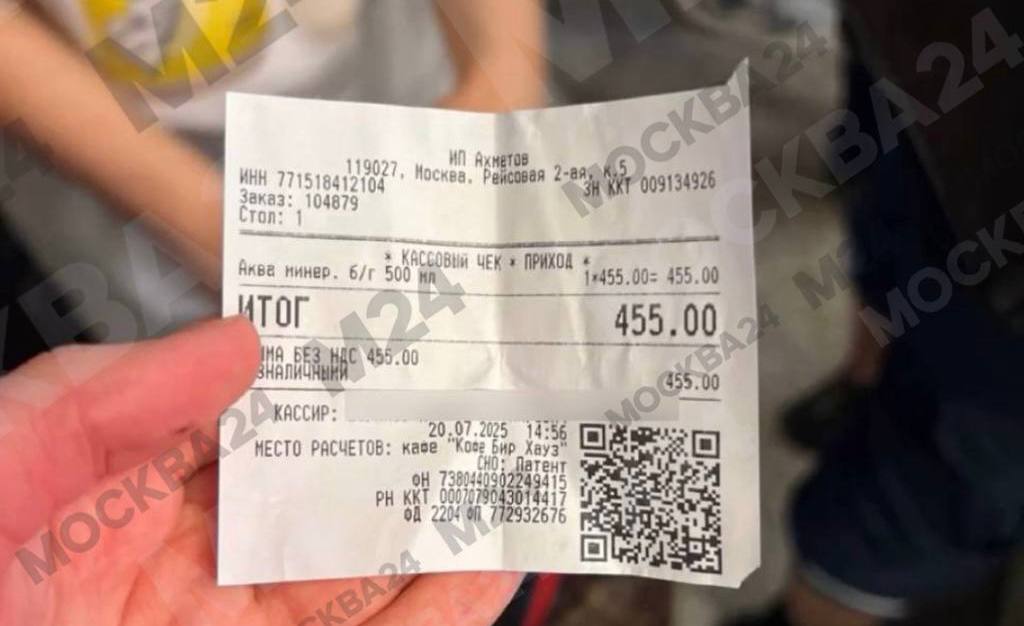 ИП Ахметов
119027, Москва, Рейсовая 2-ая, к.5
ИНН 771518412104 ЗН ККТ 009134926
Заказ: 104879
Стол: 1
* КАССОВЫЙ ЧЕК * ПРИХОД *
Аква минер. б/г 500 мл 1*455.00= 455.00
ИТОГ 455.00
БЕЗ НДС 455.00
455.00
КАССИР:
20.07.2025 14:56
МЕСТО РАСЧЕТОВ: кафе "Кофе Бир Хауз"
СНО: Патент
ФН 7380440902249415
РН ККТ 0007079043014417
ФД 2204 ФП 772932676
МОСКВА24
М24